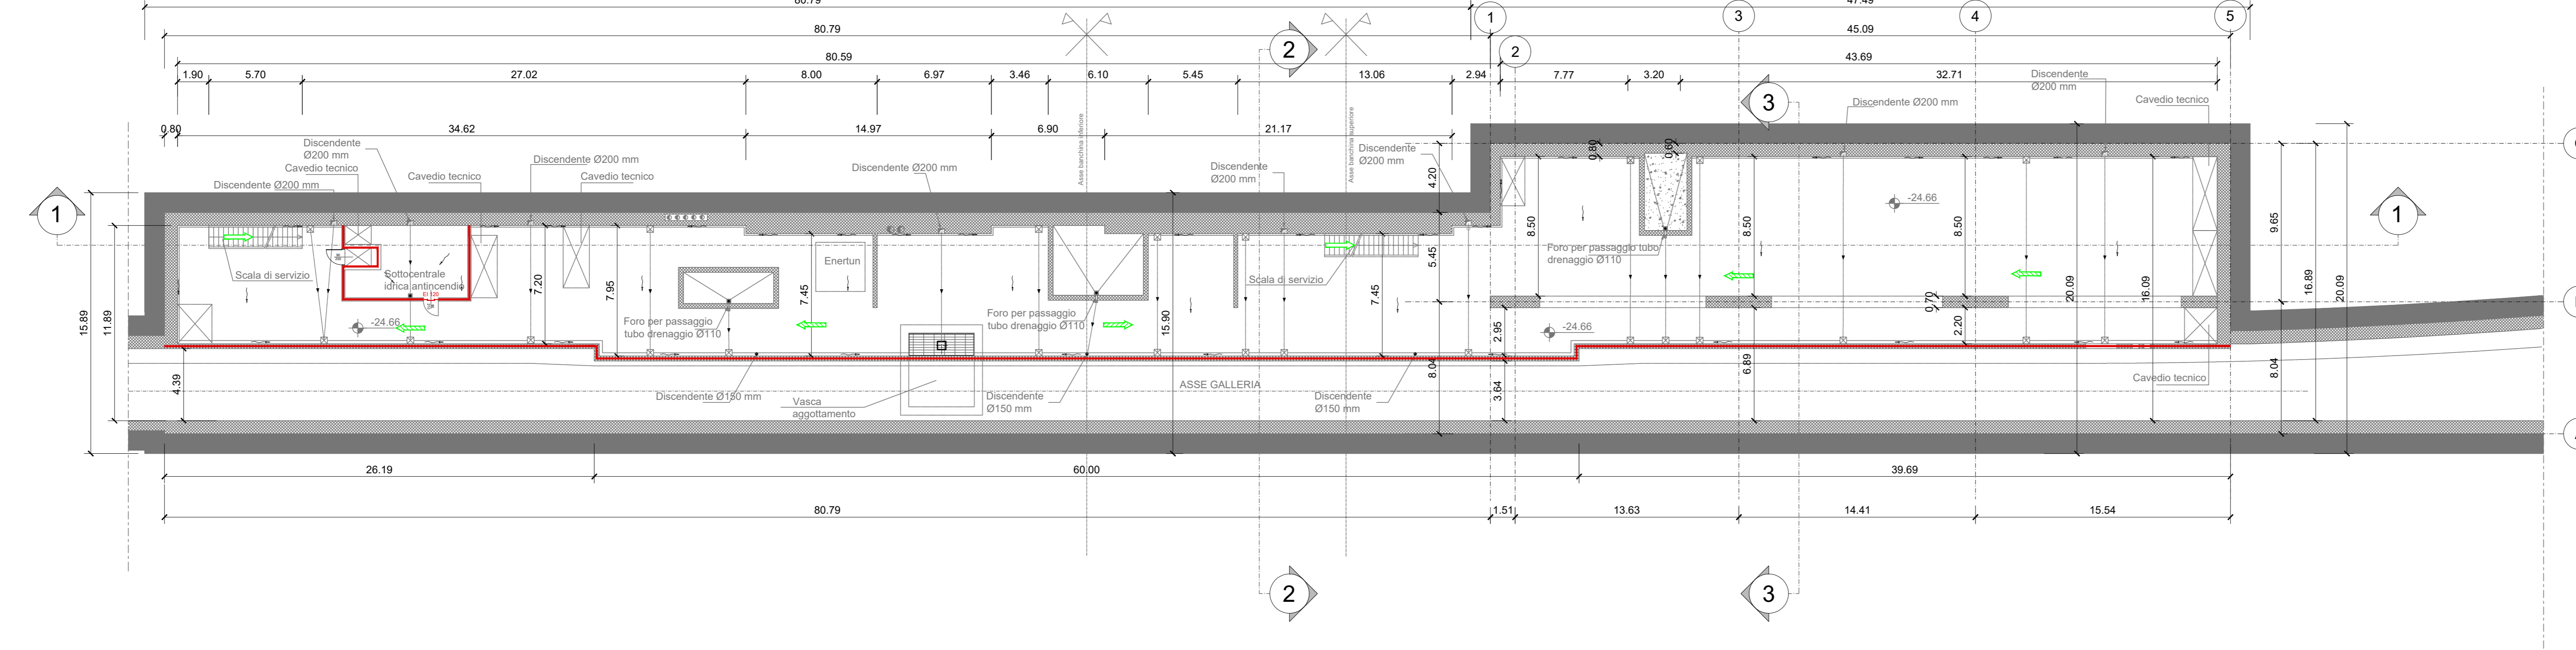 80.79
47.49
1
3
4
5
80.79
45.09
2
2
80.59
43.69
1.90
5.70
27.02
8.00
6.97
3.46
6.10
5.45
13.06
2.94
7.77
3.20
32.71
Discendente
Ø200 mm
3
Discendente Ø200 mm
Cavedio tecnico
0.80
34.62
14.97
6.90
21.17
Asse banchina inferiore
Asse banchina superiore
Discendente
Ø200 mm
Cavedio tecnico
Discendente Ø200 mm
Cavedio tecnico
Discendente Ø200 mm
Cavedio tecnico
Discendente Ø200 mm
Discendente
Ø200 mm
Discendente
Ø200 mm
4.20
0.80
0.60
1
1
-24.66
8.50
8.50
8.50
9.65
16.89
20.09
Scala di servizio
Sottocentrale
idrica antincendio
EI 120
7.20
7.95
7.45
Enertun
Foro per passaggio
tubo drenaggio Ø110
Foro per passaggio
tubo drenaggio Ø110
Scala di servizio
7.45
5.45
Foro per passaggio tubo
drenaggio Ø110
20.09
16.09
15.89
11.89
-24.66
15.90
2.95
-24.66
0.70
2.20
4.39
8.04
3.64
6.89
8.04
ASSE GALLERIA
Discendente Ø150 mm
Vasca
aggottamento
Discendente
Ø150 mm
Discendente
Ø150 mm
Cavedio tecnico
26.19
60.00
39.69
80.79
1.51
13.63
14.41
15.54
2
3